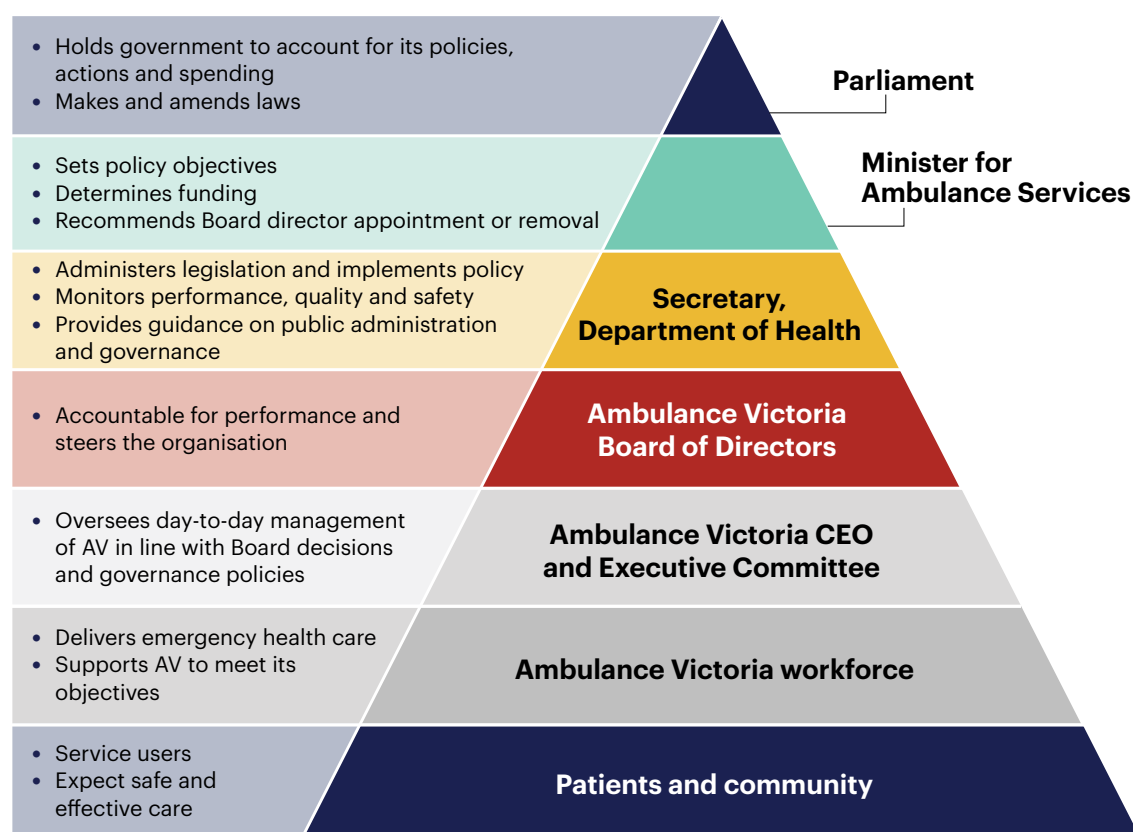 • Holds government to account for its policies,
actions and spending
• Makes and amends laws
Parliament
• Sets policy objectives
• Determines funding
• Recommends Board director appointment or removal
Minister for
Ambulance Services
• Administers legislation and implements policy
• Monitors performance, quality and safety
• Provides guidance on public administration
and governance
Secretary,
Department of Health
• Accountable for performance and
steers the organisation
Ambulance Victoria
Board of Directors
• Oversees day-to-day management
of AV in line with Board decisions
and governance policies
Ambulance Victoria CEO
and Executive Committee
• Delivers emergency health care
• Supports AV to meet its
objectives
Ambulance Victoria workforce
• Service users
• Expect safe and
effective care
Patients and community